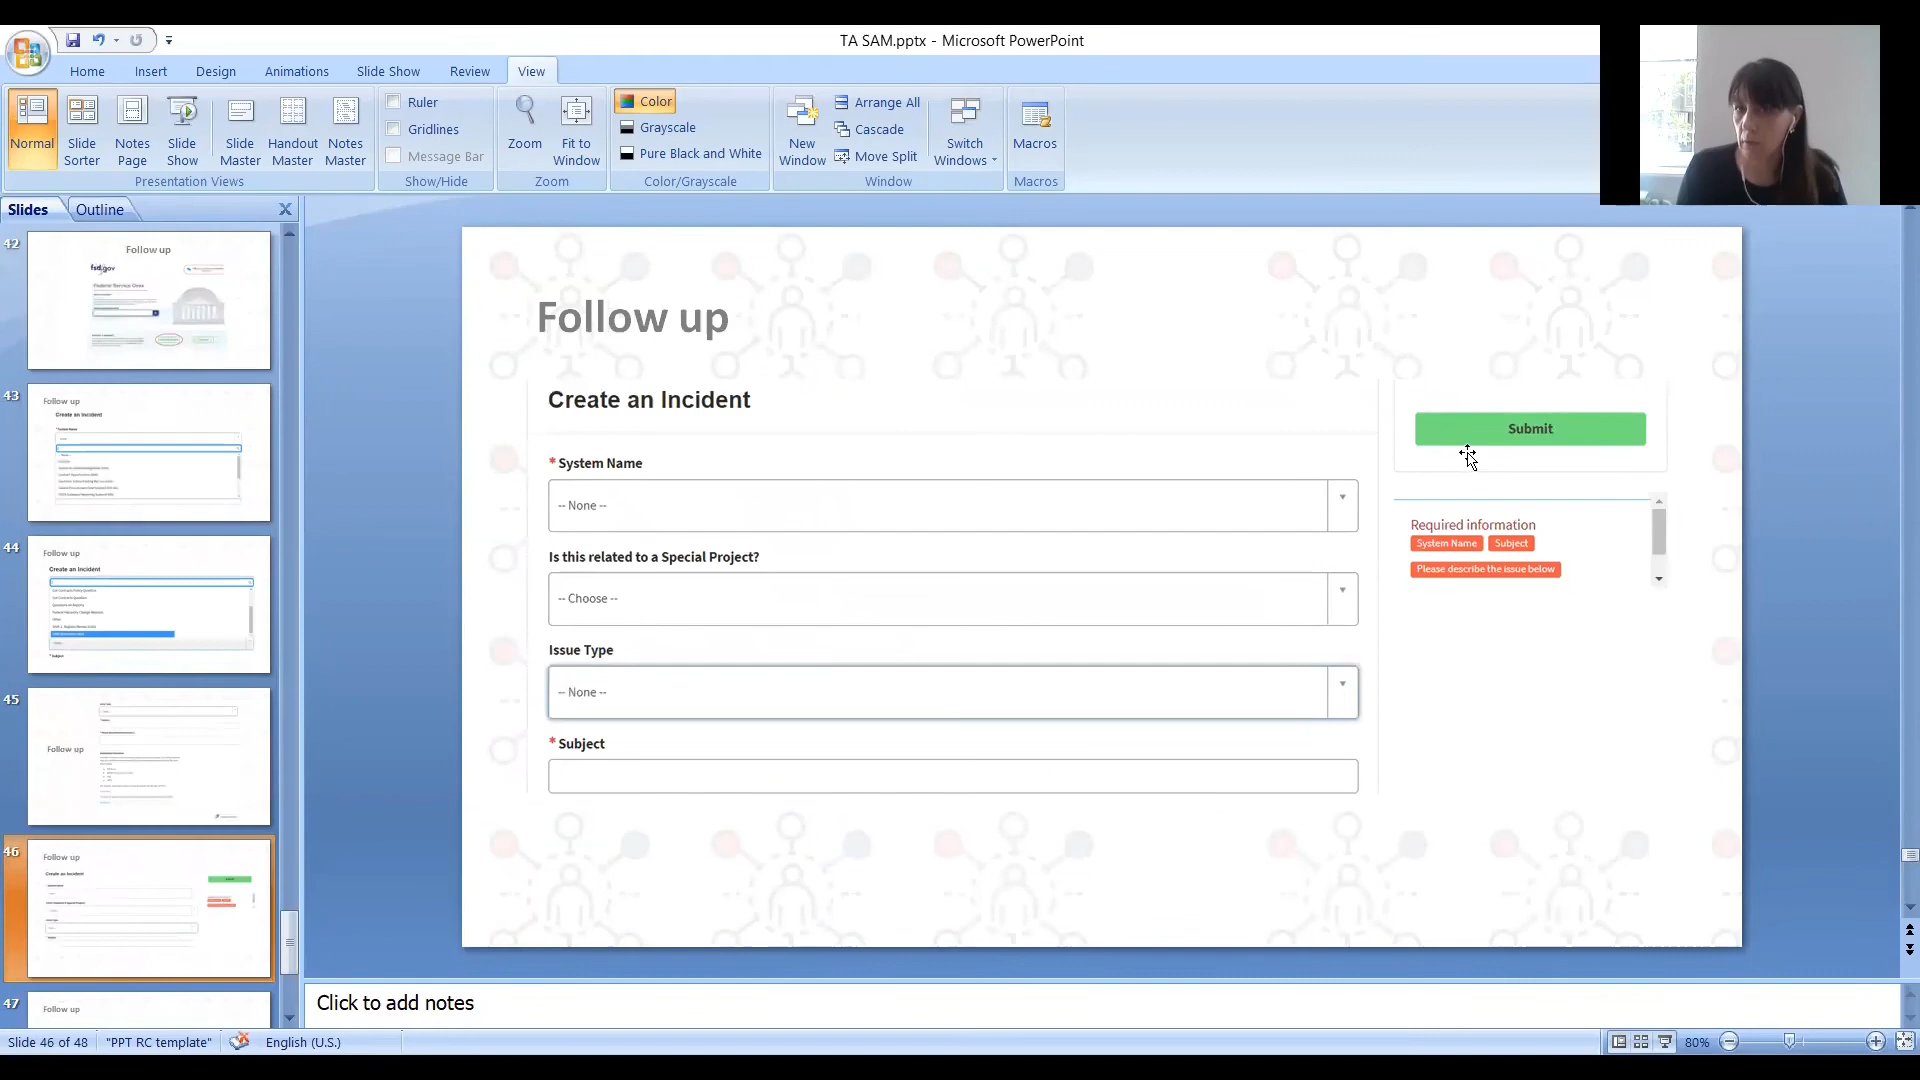 TA SAM.pptx - Microsoft PowerPoint
Home Insert Design Animations Slide Show Review View
Normal
Slide Sorter
Notes Page
Slide Show
Slide Master
Handout Master
Notes Master
Presentation Views
Ruler
Gridlines
Message Bar
Show/Hide
Zoom
Fit to Window
Zoom
Color
Grayscale
Pure Black and White
Color/Grayscale
New Window
Arrange All
Cascade
Move Split
Switch Windows
Window
Macros
Macros
Slides Outline
42
Follow up
fsd.gov
Federal Service Desk
43
Follow up
Create an Incident
44
Follow up
Create an Incident
45
Follow up
46
Follow up
Create an Incident
47
Follow up
Follow up
Create an Incident
Submit
* System Name
-- None --
Required information
System Name Subject
Please describe the issue below
Is this related to a Special Project?
-- Choose --
Issue Type
-- None --
* Subject
Click to add notes
Slide 46 of 48 "PPT RC template" English (U.S.) 80%